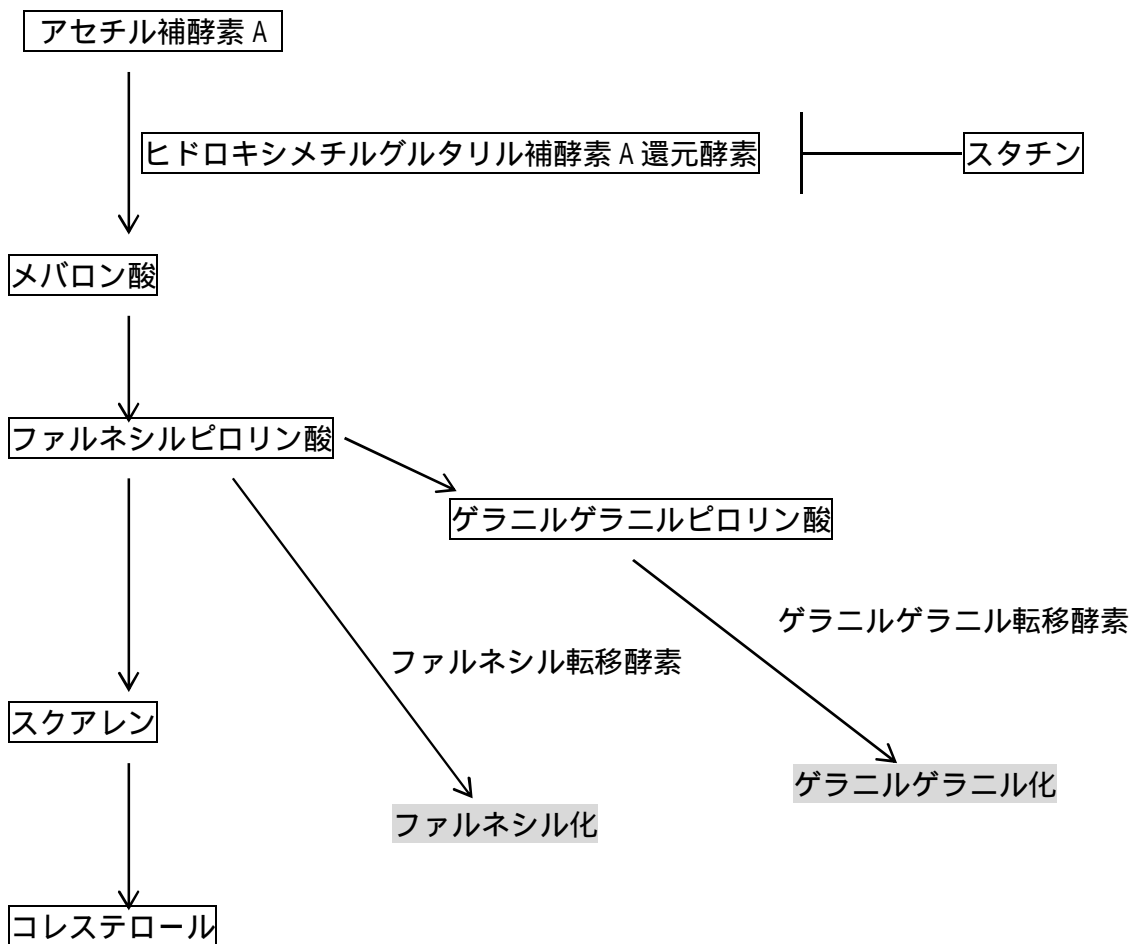 アセチル補酵素 A
ヒドロキシメチルグルタリル補酵素 A 還元酵素
スタチン
メバロン酸
ファルネシルピロリン酸
ゲラニルゲラニルピロリン酸
ゲラニルゲラニル転移酵素
ファルネシル転移酵素
スクアレン
ゲラニルゲラニル化
ファルネシル化
コレステロール